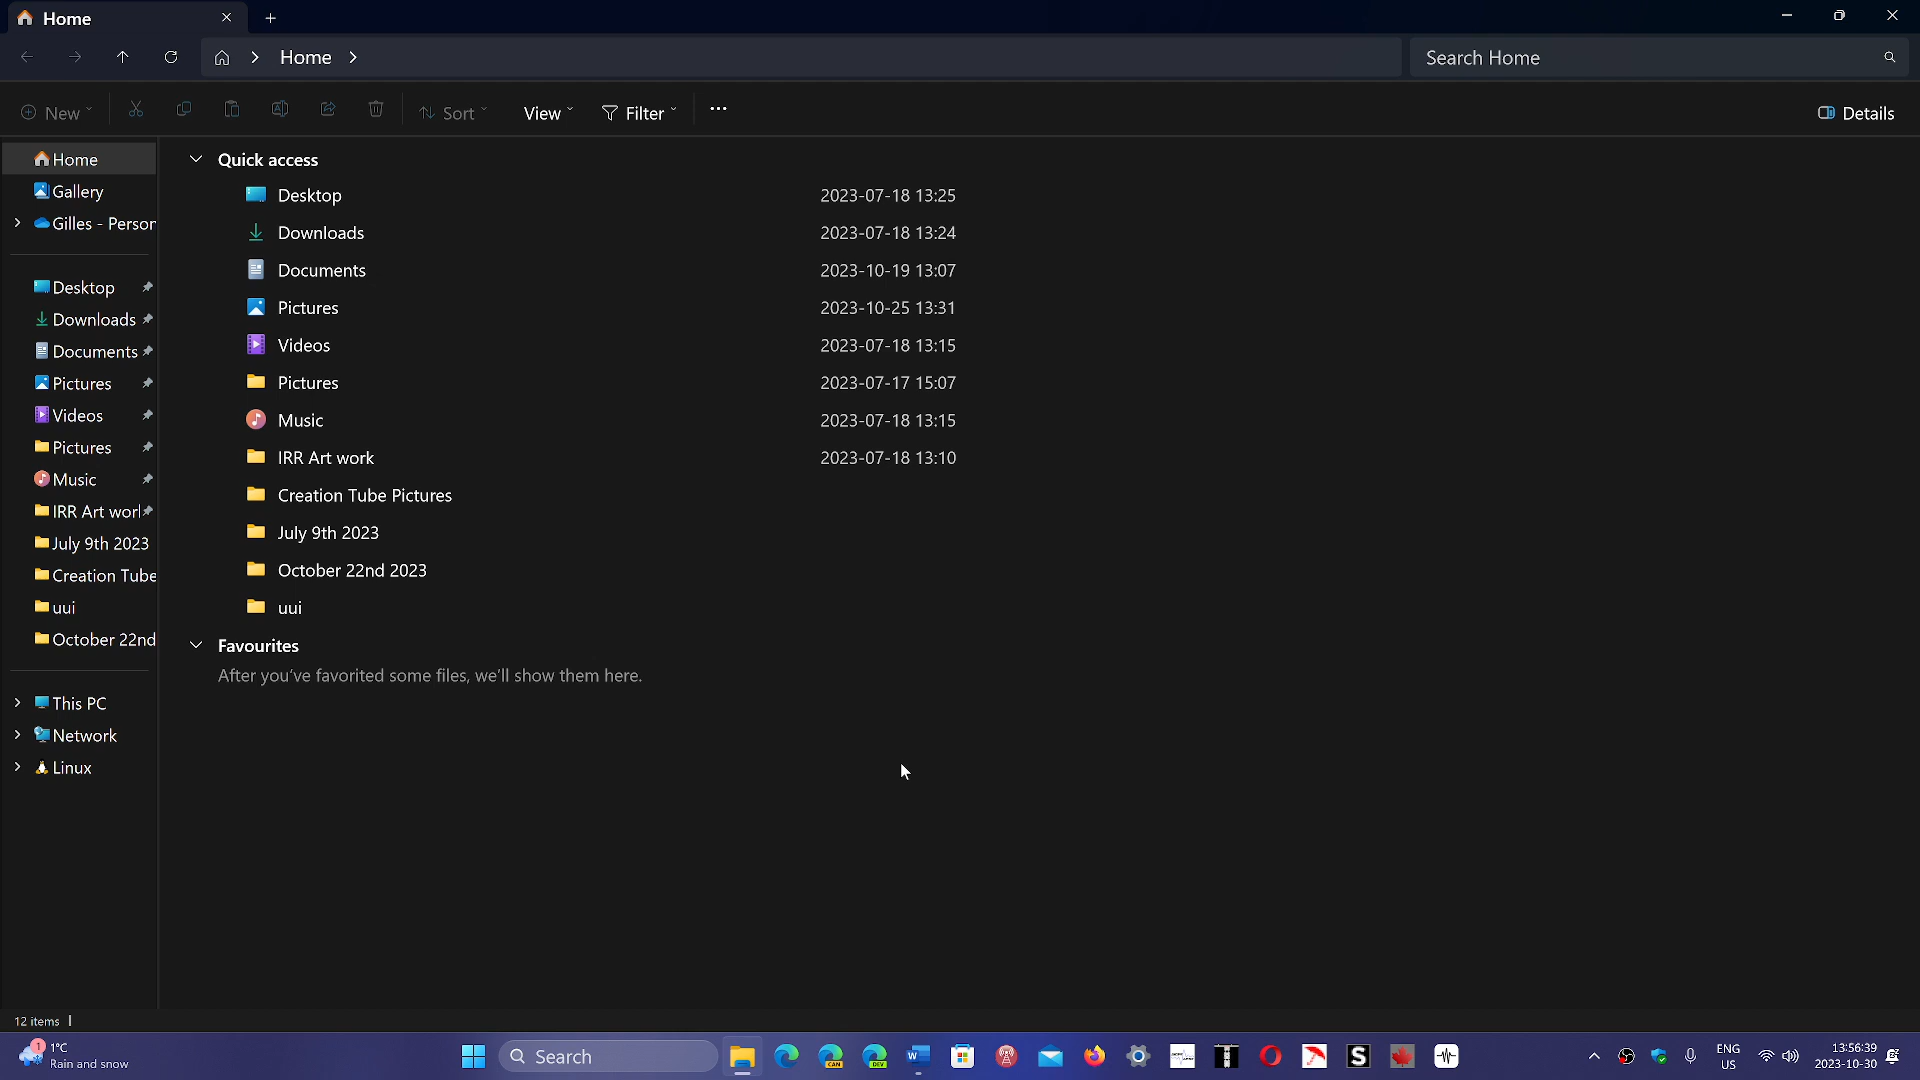 Home
Home
Search Home
New
Sort
View
Filter
Details
Home
Gallery
Gilles - Person
Desktop
Downloads
Documents
Pictures
Videos
Pictures
Music
IRR Art work
July 9th 2023
Creation Tube
uui
October 22nd
This PC
Network
Linux
Quick access
Desktop 2023-07-18 13:25
Downloads 2023-07-18 13:24
Documents 2023-10-19 13:07
Pictures 2023-10-25 13:31
Videos 2023-07-18 13:15
Pictures 2023-07-17 15:07
Music 2023-07-18 13:15
IRR Art work 2023-07-18 13:10
Creation Tube Pictures
July 9th 2023
October 22nd 2023
uui
Favourites
After you've favorited some files, we'll show them here.
12 items
1
1°C
Rain and snow
Search
CAN
DEV
W
S
ENG
US
13:56:39
2023-10-30